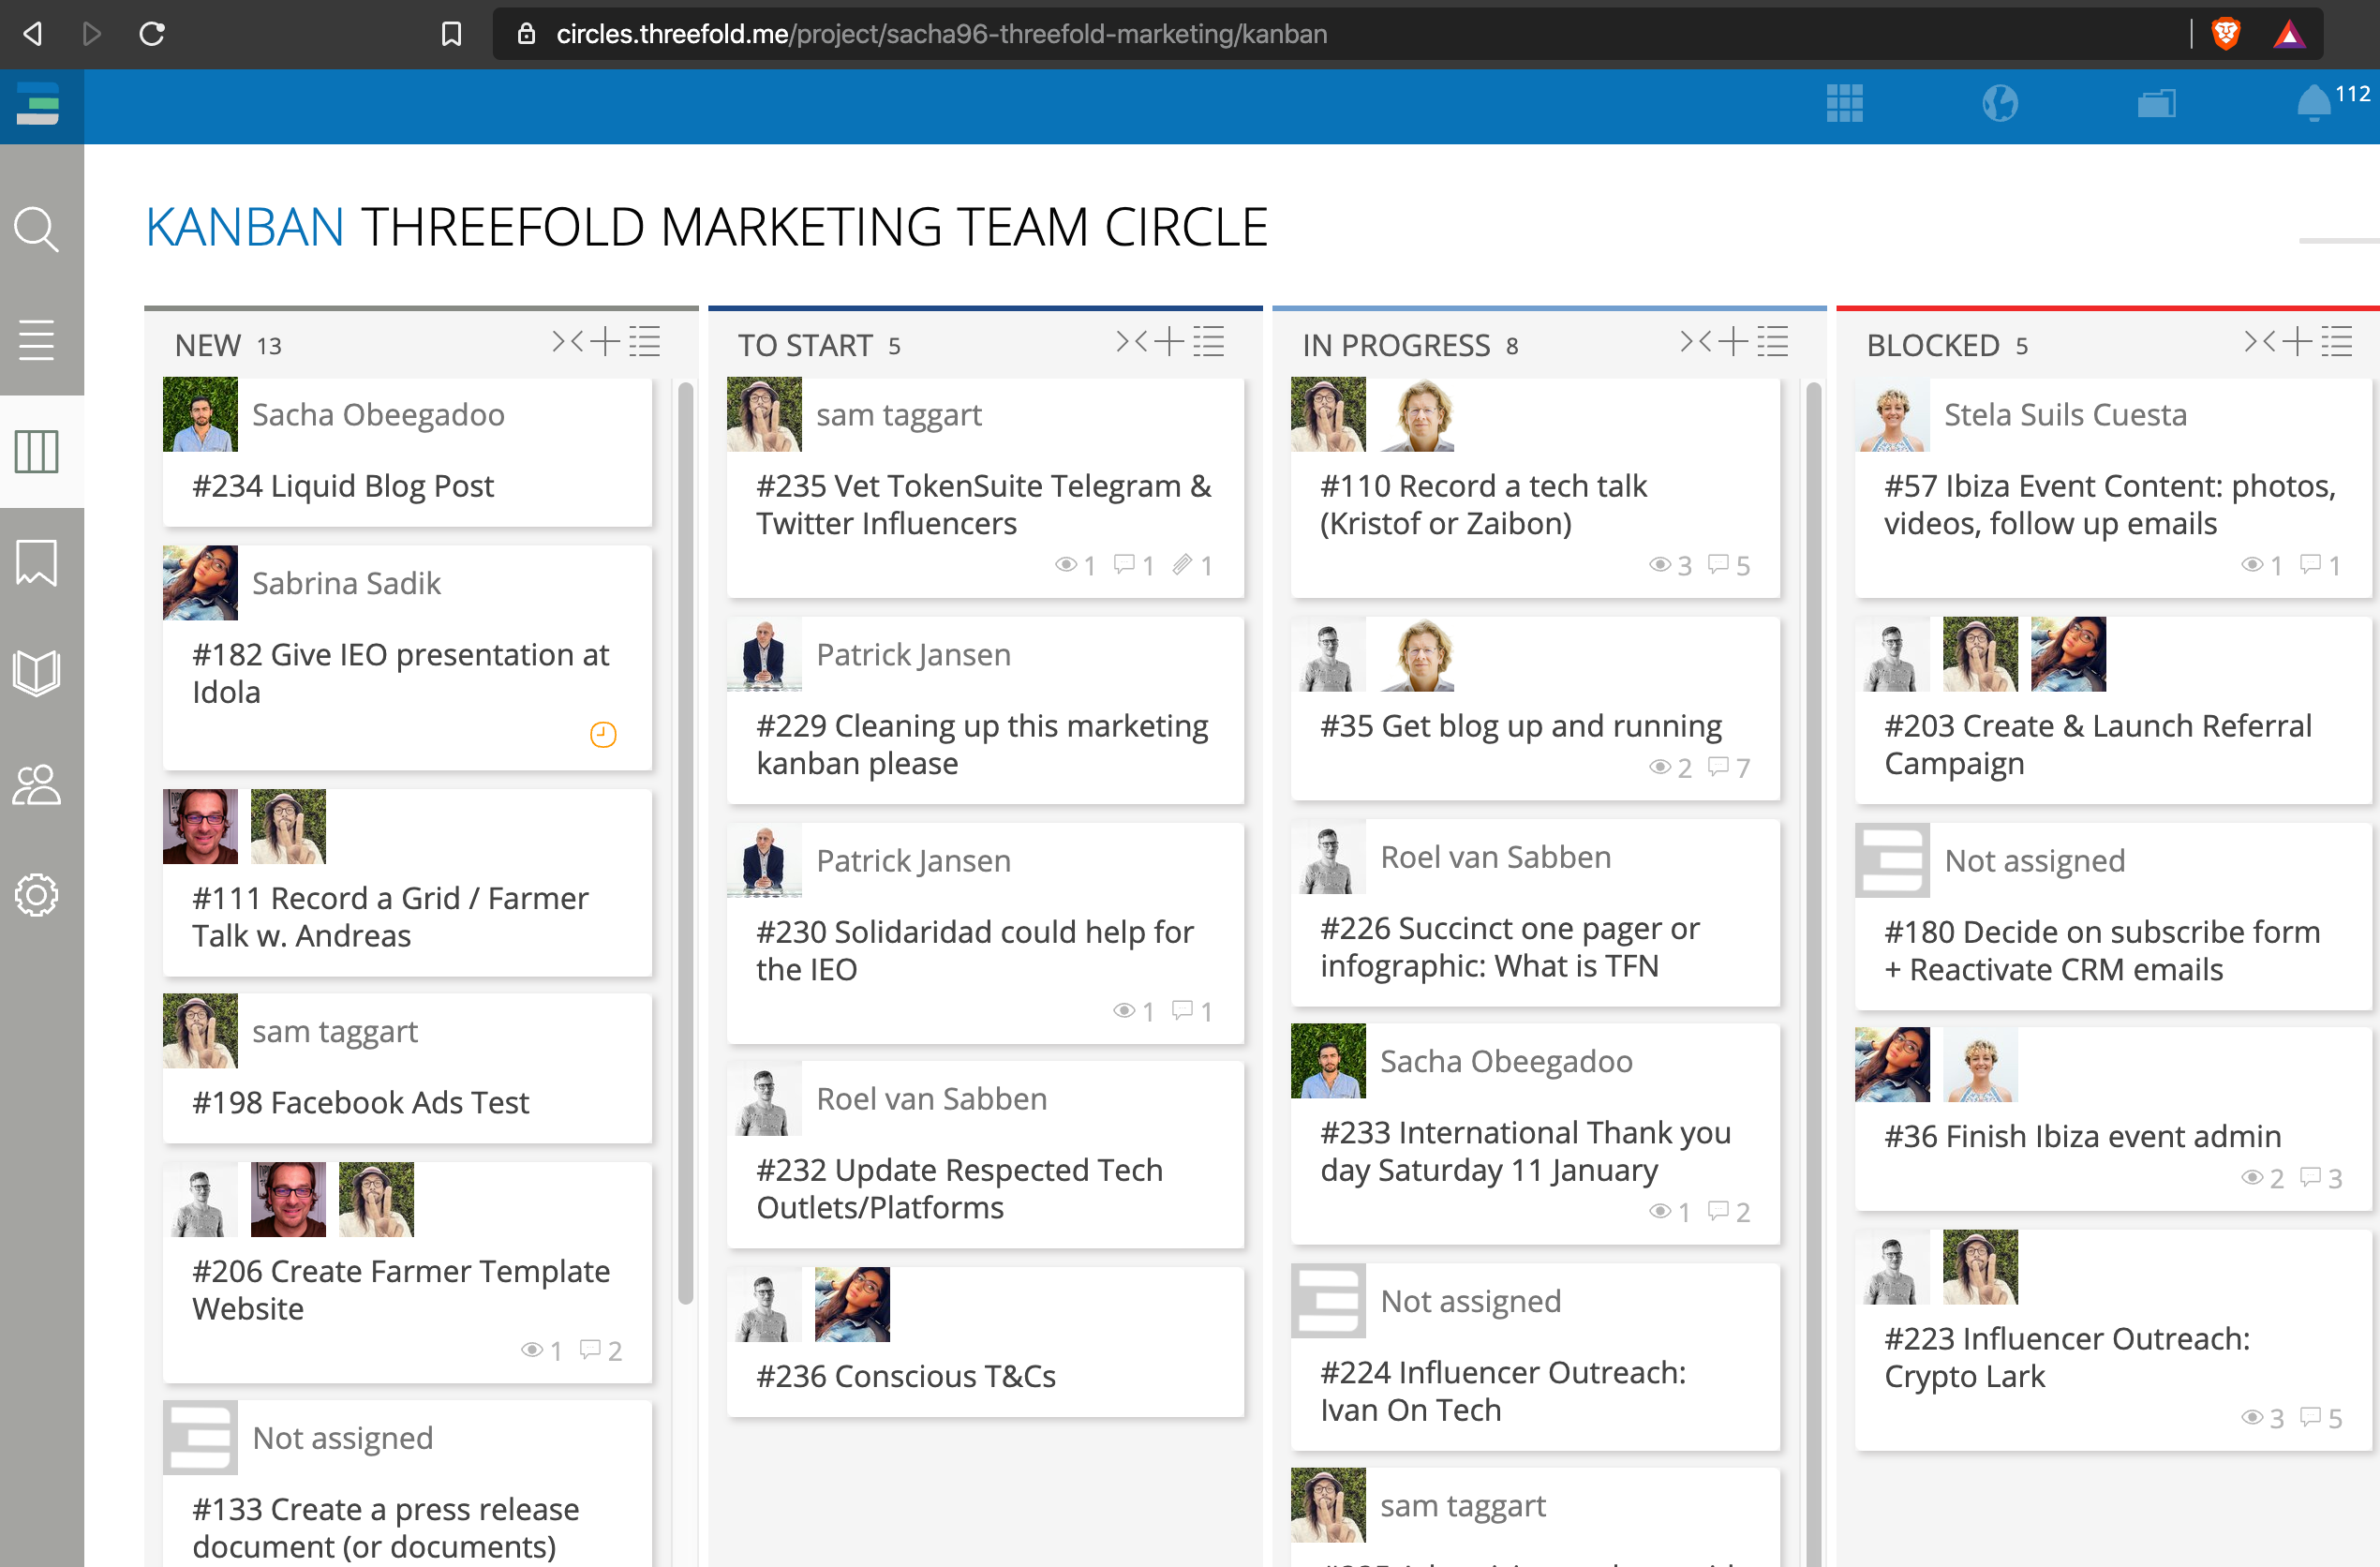 circles.threefold.me/project/sacha96-threefold-marketing/kanban
112
KANBAN THREEFOLD MARKETING TEAM CIRCLE
NEW 13
Sacha Obeegadoo
#234 Liquid Blog Post
Sabrina Sadik
#182 Give IEO presentation at
Idola
#111 Record a Grid / Farmer
Talk w. Andreas
sam taggart
#198 Facebook Ads Test
#206 Create Farmer Template
Website
1 2
Not assigned
#133 Create a press release
document (or documents)
TO START 5
sam taggart
#235 Vet TokenSuite Telegram &
Twitter Influencers
1 1 1
Patrick Jansen
#229 Cleaning up this marketing
kanban please
Patrick Jansen
#230 Solidaridad could help for
the IEO
1 1
Roel van Sabben
#232 Update Respected Tech
Outlets/Platforms
#236 Conscious T&Cs
IN PROGRESS 8
#110 Record a tech talk
(Kristof or Zaibon)
3 5
#35 Get blog up and running
2 7
Roel van Sabben
#226 Succinct one pager or
infographic: What is TFN
Sacha Obeegadoo
#233 International Thank you
day Saturday 11 January
1 2
Not assigned
#224 Influencer Outreach:
Ivan On Tech
sam taggart
BLOCKED 5
Stela Suils Cuesta
#57 Ibiza Event Content: photos,
videos, follow up emails
1 1
#203 Create & Launch Referral
Campaign
Not assigned
#180 Decide on subscribe form
+ Reactivate CRM emails
#36 Finish Ibiza event admin
2 3
#223 Influencer Outreach:
Crypto Lark
3 5